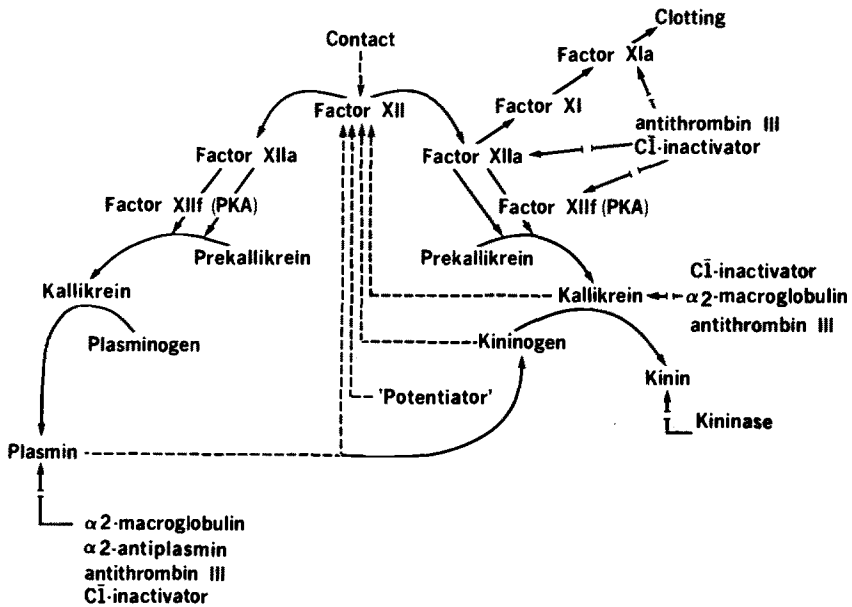 Clotting
Contact
Factor XIa
Factor XII
Factor XI
antithrombin III
C1̄-inactivator
Factor XIIa
Factor XIIa
Factor XIIf (PKA)
Factor XIIf (PKA)
Prekallikrein
Prekallikrein
Kallikrein
Kallikrein
C1̄-inactivator
α2-macroglobulin
antithrombin III
Plasminogen
Kininogen
Kinin
'Potentiator'
Kininase
Plasmin
α2-macroglobulin
α2-antiplasmin
antithrombin III
C1̄-inactivator